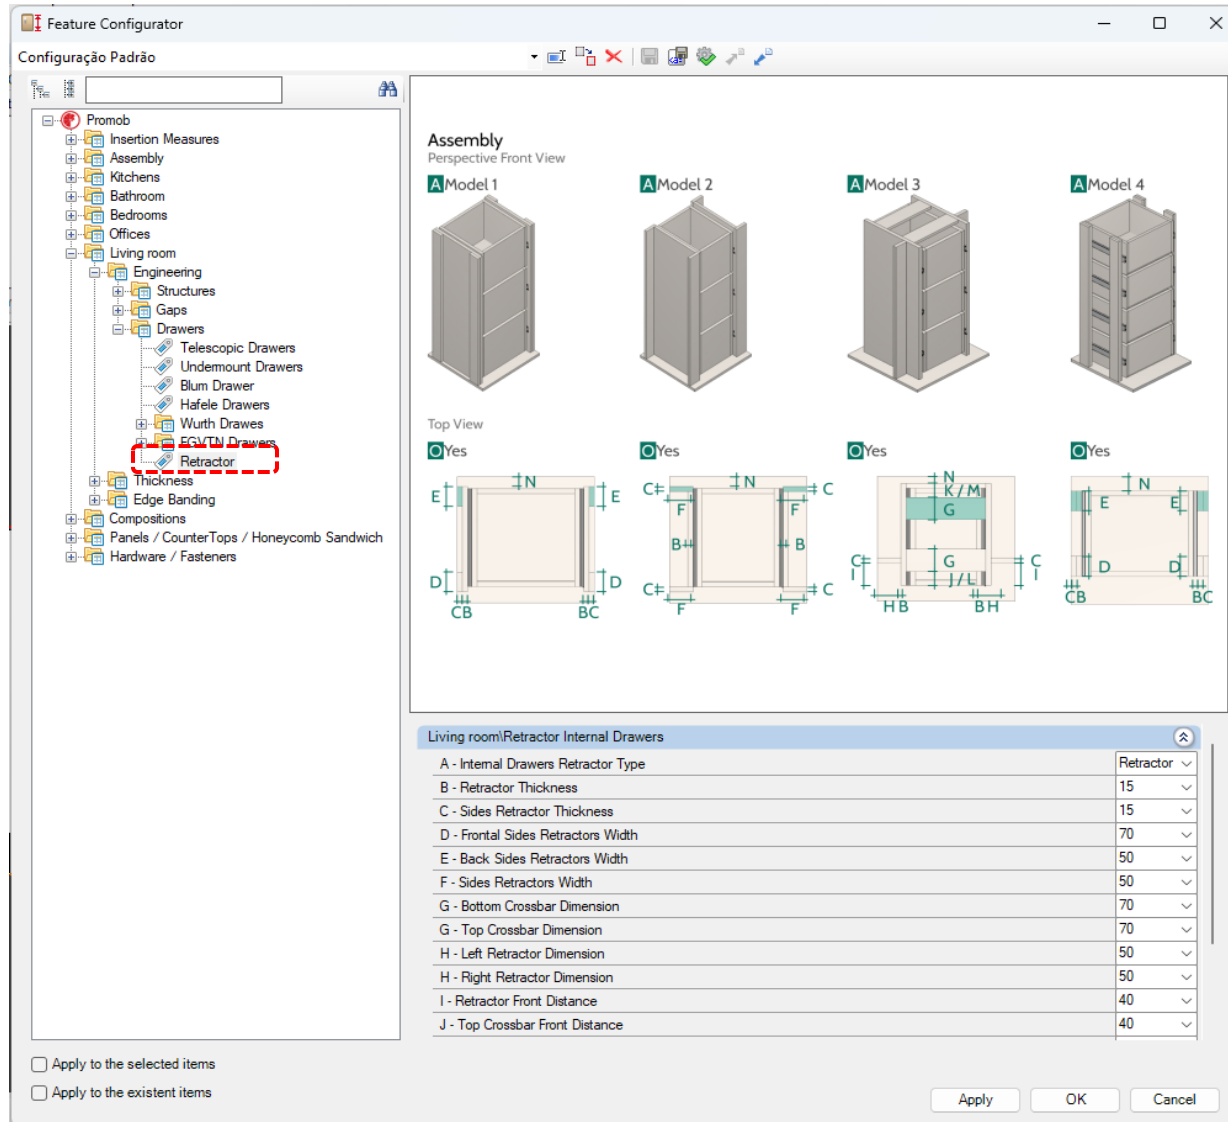 Feature Configurator
Configuração Padrão
Promob
Insertion Measures
Assembly
Kitchens
Bathroom
Bedrooms
Offices
Living room
Engineering
Structures
Gaps
Drawers
Telescopic Drawers
Undermount Drawers
Blum Drawer
Hafele Drawers
Wurth Drawes
FGVTN Drawers
Retractor
Thickness
Edge Banding
Compositions
Panels / CounterTops / Honeycomb Sandwich
Hardware / Fasteners
Assembly
Perspective Front View
A Model 1 A Model 2 A Model 3 A Model 4
Top View
O Yes O Yes O Yes O Yes
E N E
D D
CB BC
C N C
F F
B B
C C
F F
N
K / M
G
C G C
I J / L I
H B B H
N
E E
D D
CB BC
Living room\Retractor Internal Drawers
A - Internal Drawers Retractor Type Retractor
B - Retractor Thickness 15
C - Sides Retractor Thickness 15
D - Frontal Sides Retractors Width 70
E - Back Sides Retractors Width 50
F - Sides Retractors Width 50
G - Bottom Crossbar Dimension 70
G - Top Crossbar Dimension 70
H - Left Retractor Dimension 50
H - Right Retractor Dimension 50
I - Retractor Front Distance 40
J - Top Crossbar Front Distance 40
Apply to the selected items
Apply to the existent items
Apply OK Cancel